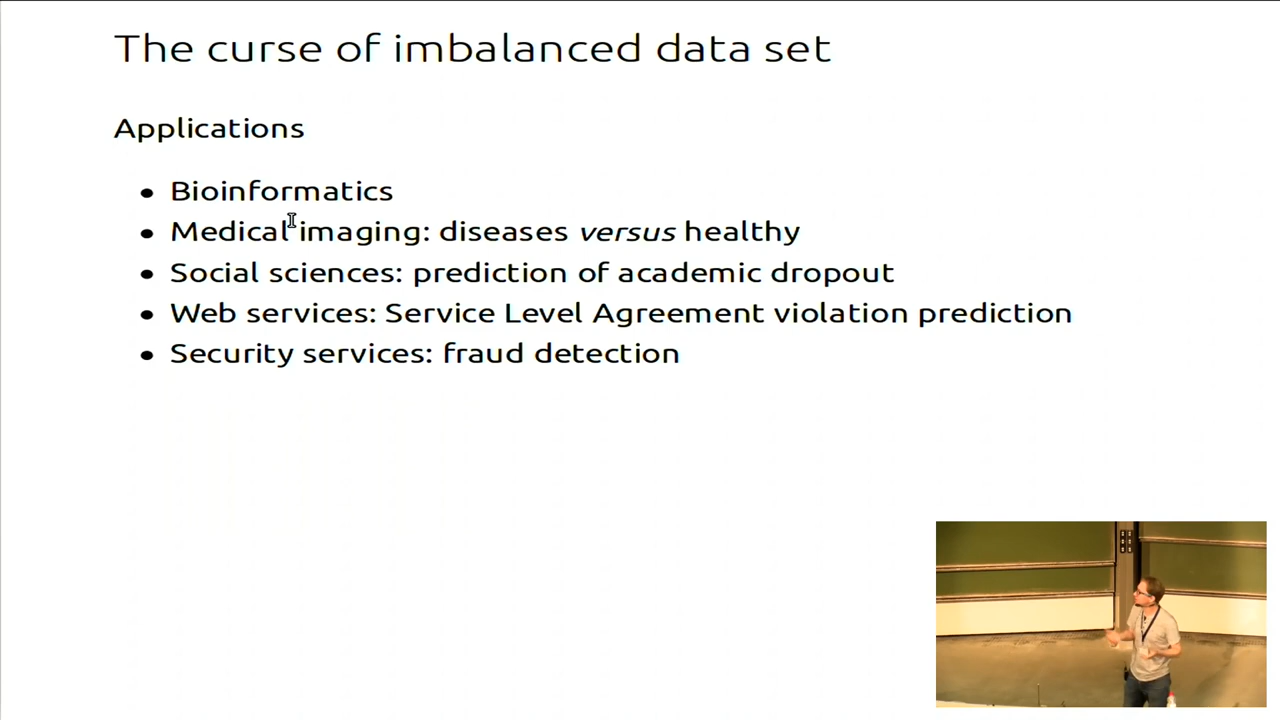 The curse of imbalanced data set
Applications
• Bioinformatics
• Medical imaging: diseases versus healthy
• Social sciences: prediction of academic dropout
• Web services: Service Level Agreement violation prediction
• Security services: fraud detection